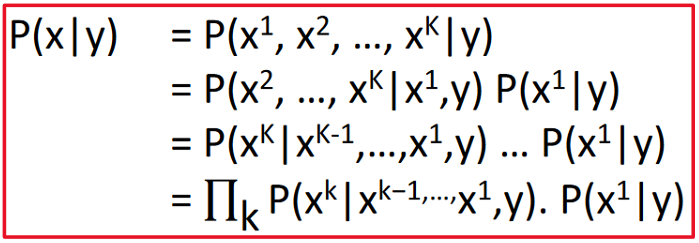 P(x|y) = P(x¹, x², ..., xᴷ|y)
= P(x², ..., xᴷ|x¹,y) P(x¹|y)
= P(xᴷ|xᴷ⁻¹,...,x¹,y) ... P(x¹|y)
= ∏ₖ P(xᵏ|xᵏ⁻¹,...,x¹,y). P(x¹|y)